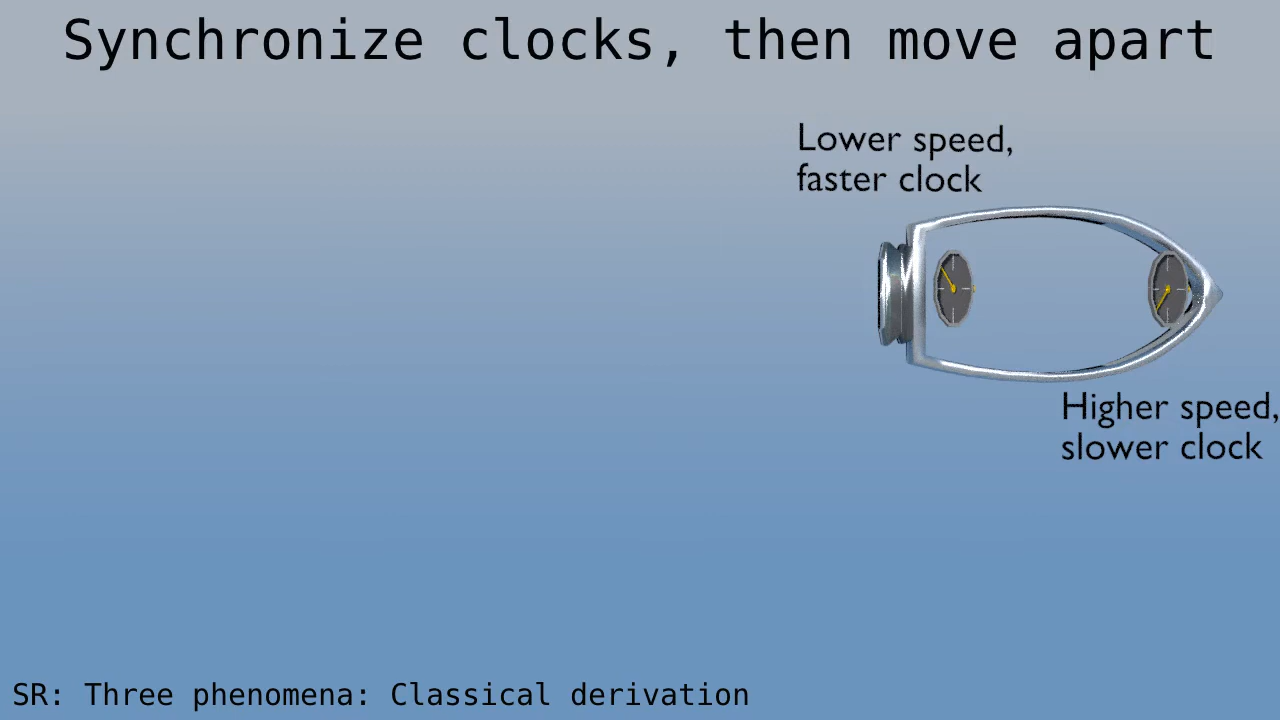 Synchronize clocks, then move apart
Lower speed,
faster clock
Higher speed,
slower clock
SR: Three phenomena: Classical derivation